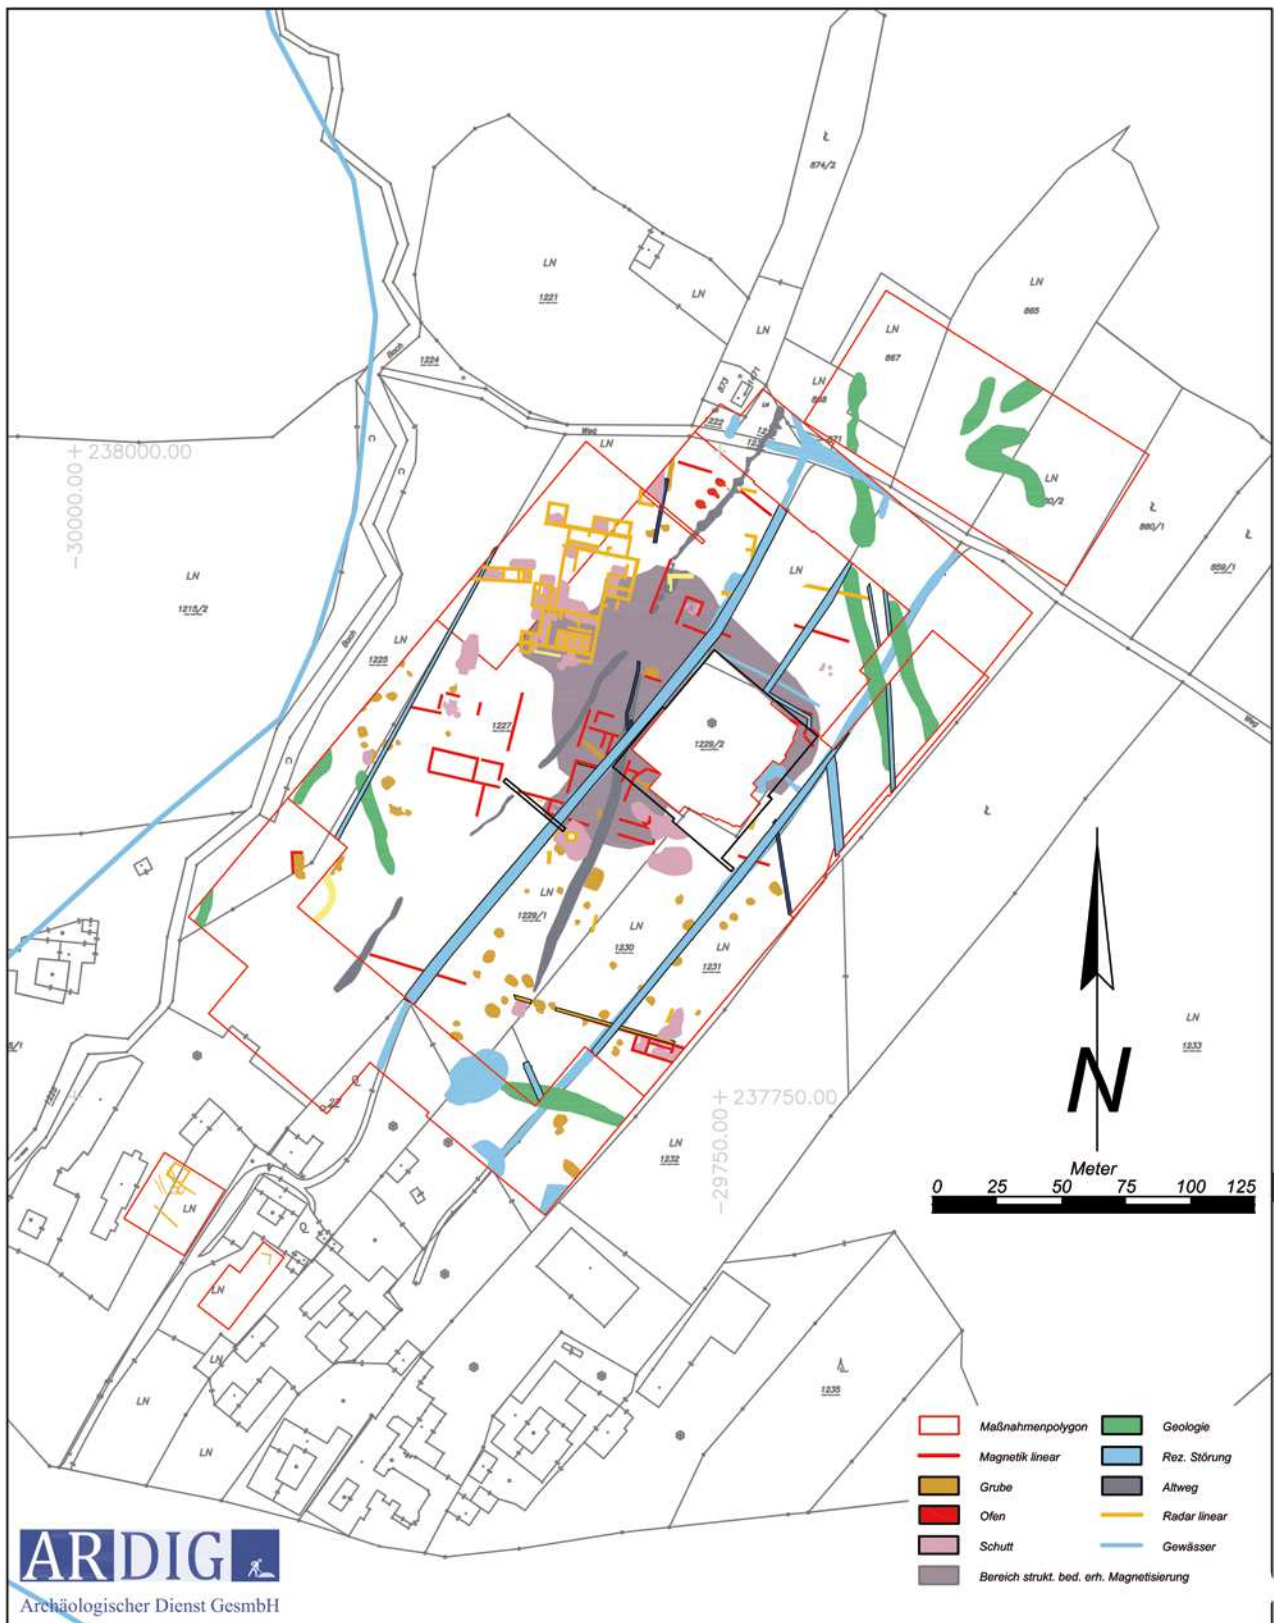 Ł
874/2
LN
1221
LN
LN
865
LN
LN
867
1224
Bach
873
LN
868
1222
Weg
LN
LN
238000.00
-30000.00
Ł
860/1
Ł
859/1
LN
1215/2
Bach
LN
LN
1225
1227
1229/2
Weg
Ł
LN
1229/1
LN
1230
LN
1231
LN
1233
N
237750.00
-29750.00
LN
1232
Meter
0 25 50 75 100 125
LN
LN
LN
LN
LN
1235
Maßnahmenpolygon
Geologie
Magnetik linear
Rez. Störung
Grube
Altweg
Ofen
Radar linear
Schutt
Gewässer
Bereich strukt. bed. erh. Magnetisierung
ARDIG
Archäologischer Dienst GesmbH